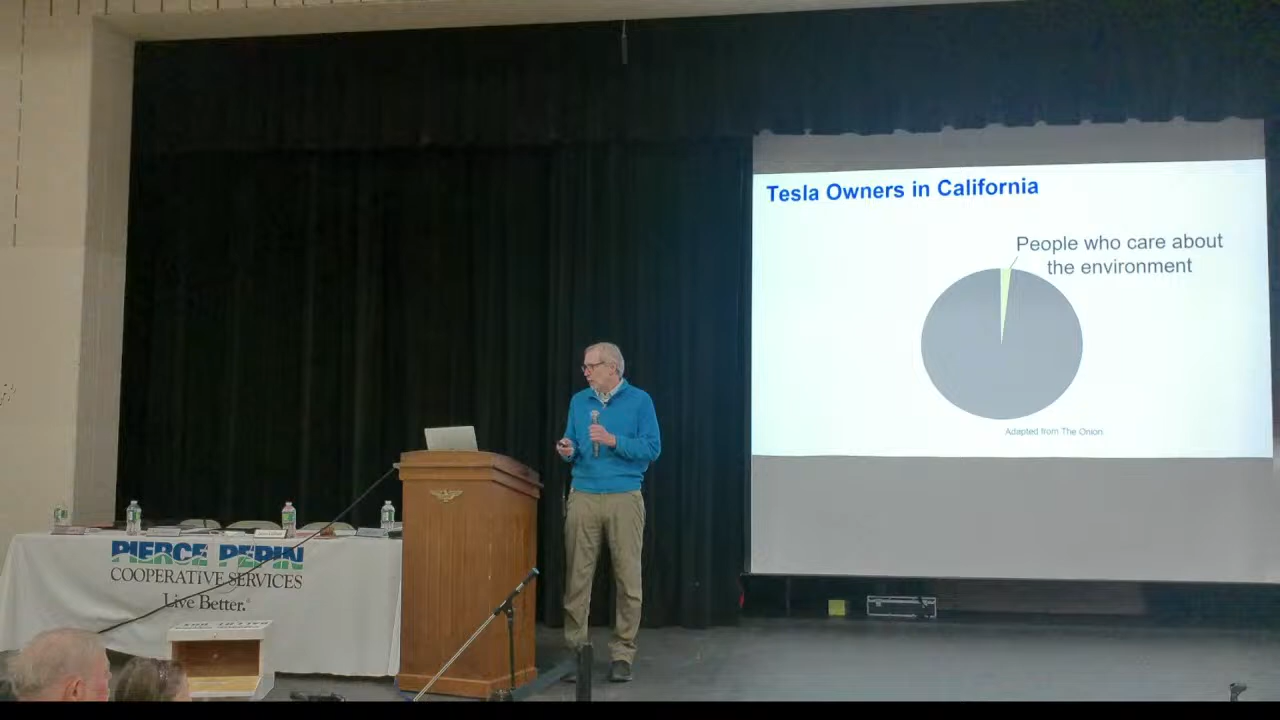 Tesla Owners in California
People who care about
the environment
Adapted from The Onion.
PIERCE PEPIN
COOPERATIVE SERVICES
Live Better.®